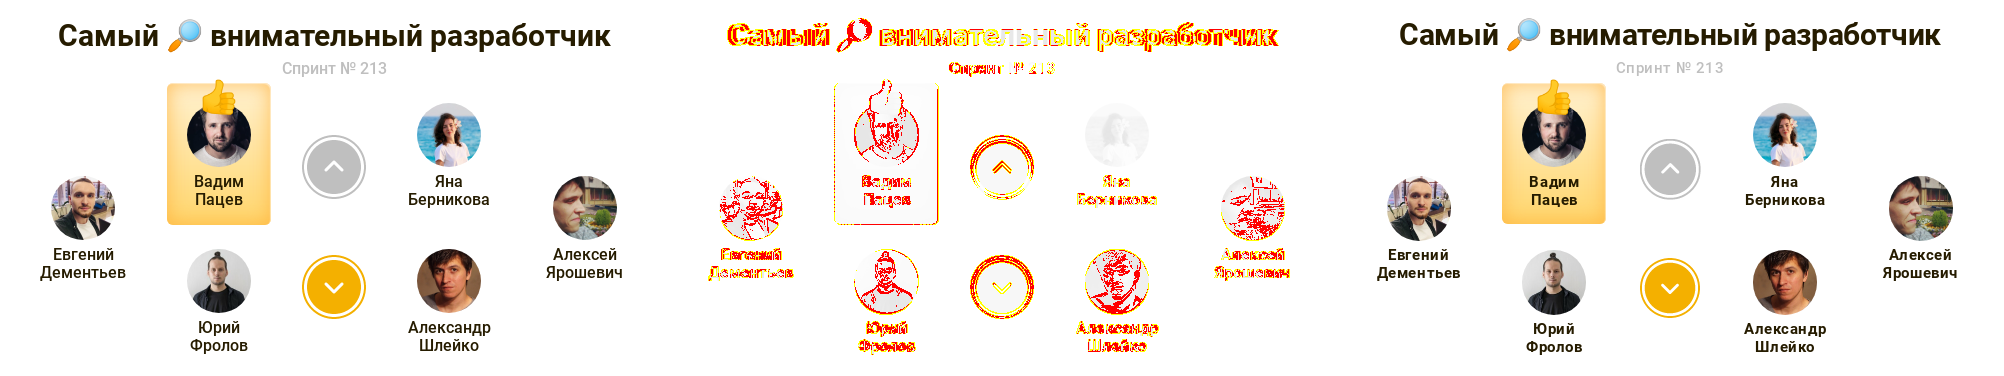 Самый 🔎 внимательный разработчик
Спринт № 213
Вадим
Пацев
Яна
Берникова
Евгений
Дементьев
Алексей
Ярошевич
Юрий
Фролов
Александр
Шлейко
Самый 🔎 внимательный разработчик
Спринт № 213
Вадим
Пацев
Яна
Берникова
Евгений
Дементьев
Алексей
Ярошевич
Юрий
Фролов
Александр
Шлейко
Самый 🔎 внимательный разработчик
Спринт № 213
Вадим
Пацев
Яна
Берникова
Евгений
Дементьев
Алексей
Ярошевич
Юрий
Фролов
Александр
Шлейко